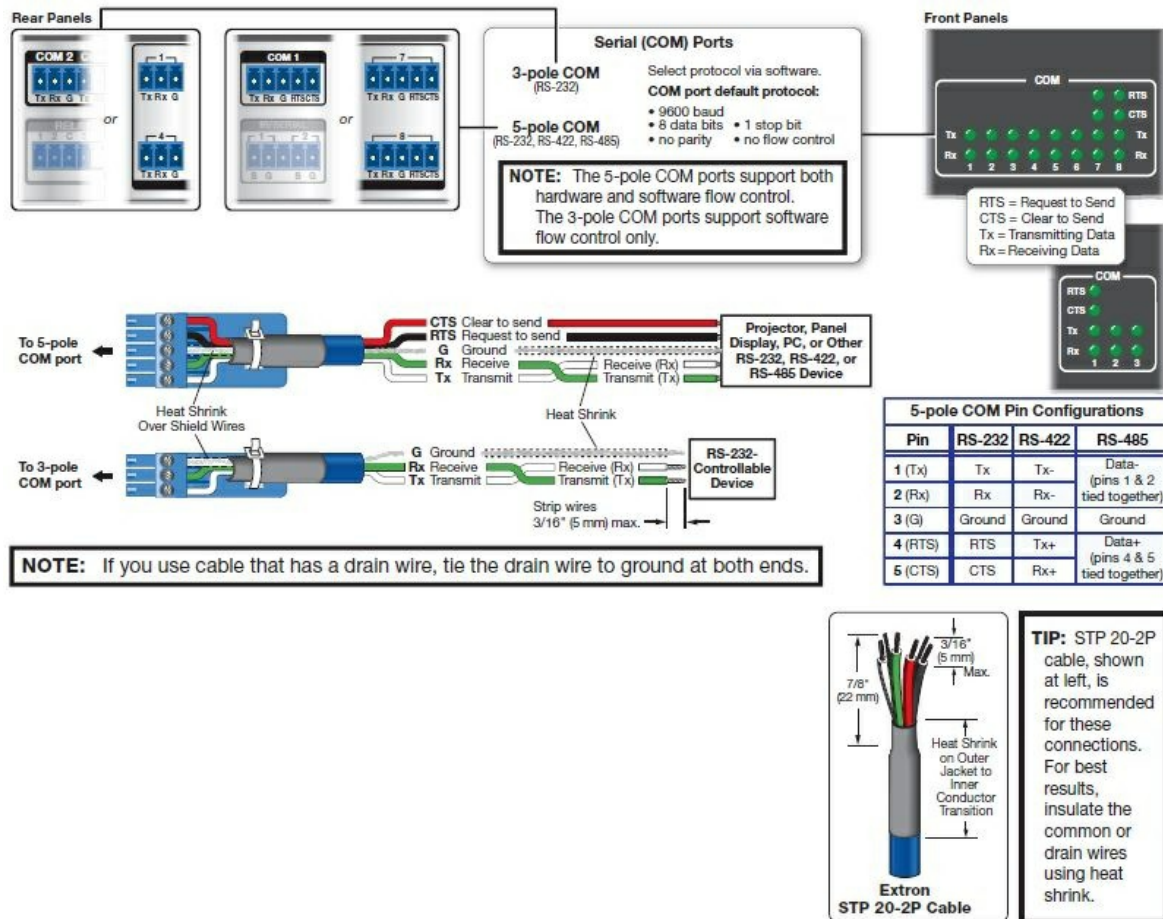 Rear Panels
COM 2
Tx Rx G
1
Tx Rx G
or
4
Tx Rx G
COM 1
Tx Rx G RTS CTS
1 2
S G S G
or
7
Tx Rx G RTS CTS
8
Tx Rx G RTS CTS
Serial (COM) Ports
3-pole COM
(RS-232)
5-pole COM
(RS-232, RS-422, RS-485)
Select protocol via software.
COM port default protocol:
• 9600 baud
• 8 data bits • 1 stop bit
• no parity • no flow control
NOTE: The 5-pole COM ports support both
hardware and software flow control.
The 3-pole COM ports support software
flow control only.
Front Panels
COM
RTS
CTS
Tx Tx
Rx Rx
1 2 3 4 5 6 7 8
RTS = Request to Send
CTS = Clear to Send
Tx = Transmitting Data
Rx = Receiving Data
COM
RTS
CTS
Tx
Rx
1 2 3
To 5-pole
COM port
CTS Clear to send
RTS Request to send
G Ground
Rx Receive Receive (Rx)
Tx Transmit Transmit (Tx)
Projector, Panel
Display, PC, or Other
RS-232, RS-422, or
RS-485 Device
Heat Shrink
Over Shield Wires
Heat Shrink
To 3-pole
COM port
G Ground
Rx Receive Receive (Rx)
Tx Transmit Transmit (Tx)
RS-232-
Controllable
Device
Strip wires
3/16" (5 mm) max.
NOTE: If you use cable that has a drain wire, tie the drain wire to ground at both ends.
5-pole COM Pin Configurations
Pin RS-232 RS-422 RS-485
1 (Tx) Tx Tx- Data-
(pins 1 & 2
2 (Rx) Rx Rx- tied together)
3 (G) Ground Ground Ground
4 (RTS) RTS Tx+ Data+
(pins 4 & 5
5 (CTS) CTS Rx+ tied together)
3/16"
(5 mm)
Max.
7/8"
(22 mm)
Heat Shrink
on Outer
Jacket to
Inner
Conductor
Transition
Extron
STP 20-2P Cable
TIP: STP 20-2P
cable, shown
at left, is
recommended
for these
connections.
For best
results,
insulate the
common or
drain wires
using heat
shrink.